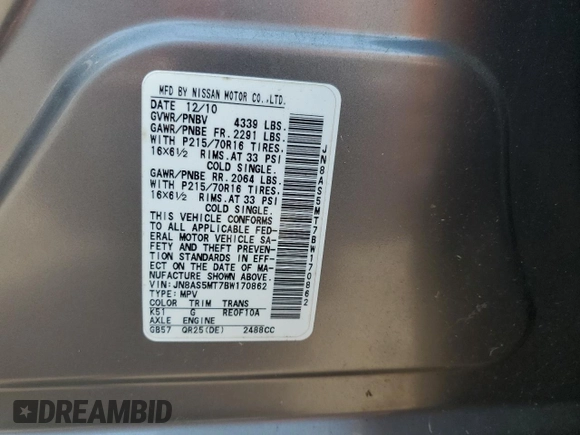 MFD BY NISSAN MOTOR CO.,LTD.
DATE 12/10
GVWR/PNBV 4339 LBS.
GAWR/PNBE FR. 2291 LBS.
WITH P215/70R16 TIRES.
16X6½ RIMS.AT 33 PSI
COLD SINGLE.
GAWR/PNBE RR. 2064 LBS.
WITH P215/70R16 TIRES.
16X6½ RIMS.AT 33 PSI
COLD SINGLE.
THIS VEHICLE CONFORMS
TO ALL APPLICABLE FED-
ERAL MOTOR VEHICLE SA-
FETY AND THEFT PREVEN-
TION STANDARDS IN EFF-
ECT ON THE DATE OF MA-
NUFACTURE SHOWN ABOVE.
VIN:JN8AS5MT7BW170862
TYPE:MPV
COLOR TRIM TRANS
K51 G RE0F10A
AXLE ENGINE
GB57 QR25(DE) 2488CC
JN8AS5MT7BW170862
DREAMBID